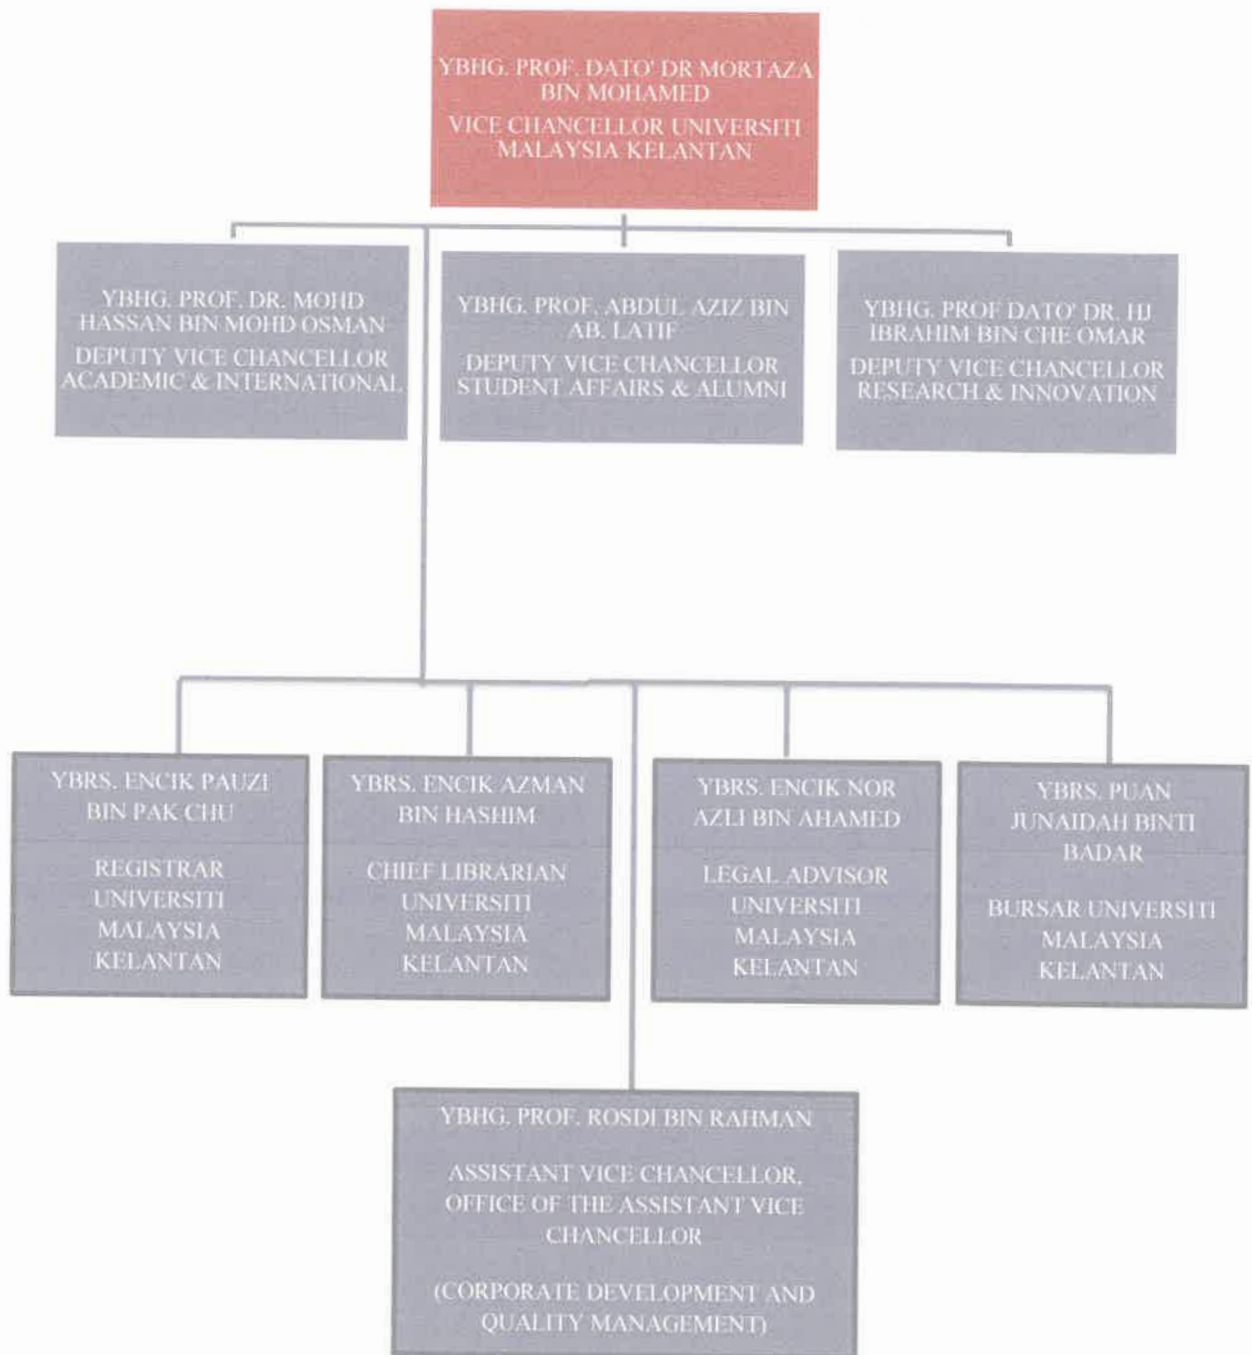 YBHG. PROF. DATO' DR MORTAZA
BIN MOHAMED
VICE CHANCELLOR UNIVERSITI
MALAYSIA KELANTAN
YBHG. PROF. DR. MOHD
HASSAN BIN MOHD OSMAN
DEPUTY VICE CHANCELLOR
ACADEMIC & INTERNATIONAL
YBHG. PROF. ABDUL AZIZ BIN
AB. LATIF
DEPUTY VICE CHANCELLOR
STUDENT AFFAIRS & ALUMNI
YBHG. PROF DATO' DR. HJ
IBRAHIM BIN CHE OMAR
DEPUTY VICE CHANCELLOR
RESEARCH & INNOVATION
YBRS. ENCIK PAUZI
BIN PAK CHU
REGISTRAR
UNIVERSITI
MALAYSIA
KELANTAN
YBRS. ENCIK AZMAN
BIN HASHIM
CHIEF LIBRARIAN
UNIVERSITI
MALAYSIA
KELANTAN
YBRS. ENCIK NOR
AZLI BIN AHAMED
LEGAL ADVISOR
UNIVERSITI
MALAYSIA
KELANTAN
YBRS. PUAN
JUNAIDAH BINTI
BADAR
BURSAR UNIVERSITI
MALAYSIA
KELANTAN
YBHG. PROF. ROSDI BIN RAHMAN
ASSISTANT VICE CHANCELLOR,
OFFICE OF THE ASSISTANT VICE
CHANCELLOR
(CORPORATE DEVELOPMENT AND
QUALITY MANAGEMENT)